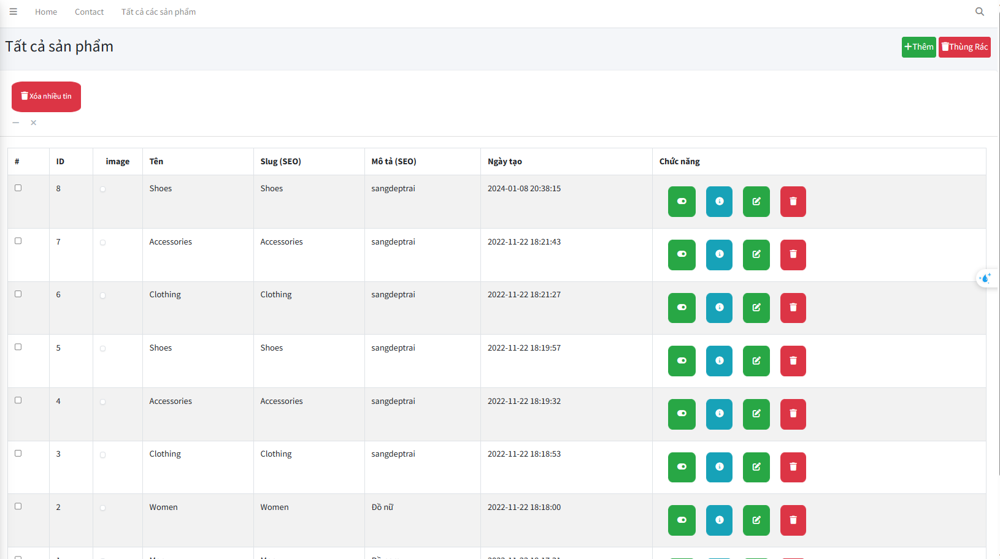 Home Contact Tất cả các sản phẩm
Tất cả sản phẩm
Thêm Thùng Rác
Xóa nhiều tin
# ID image Tên Slug (SEO) Mô tả (SEO) Ngày tạo Chức năng
8 Shoes Shoes sangdeptrai 2024-01-08 20:38:15
7 Accessories Accessories sangdeptrai 2022-11-22 18:21:43
6 Clothing Clothing sangdeptrai 2022-11-22 18:21:27
5 Shoes Shoes sangdeptrai 2022-11-22 18:19:57
4 Accessories Accessories sangdeptrai 2022-11-22 18:19:32
3 Clothing Clothing sangdeptrai 2022-11-22 18:18:53
2 Women Women Đồ nữ 2022-11-22 18:18:00